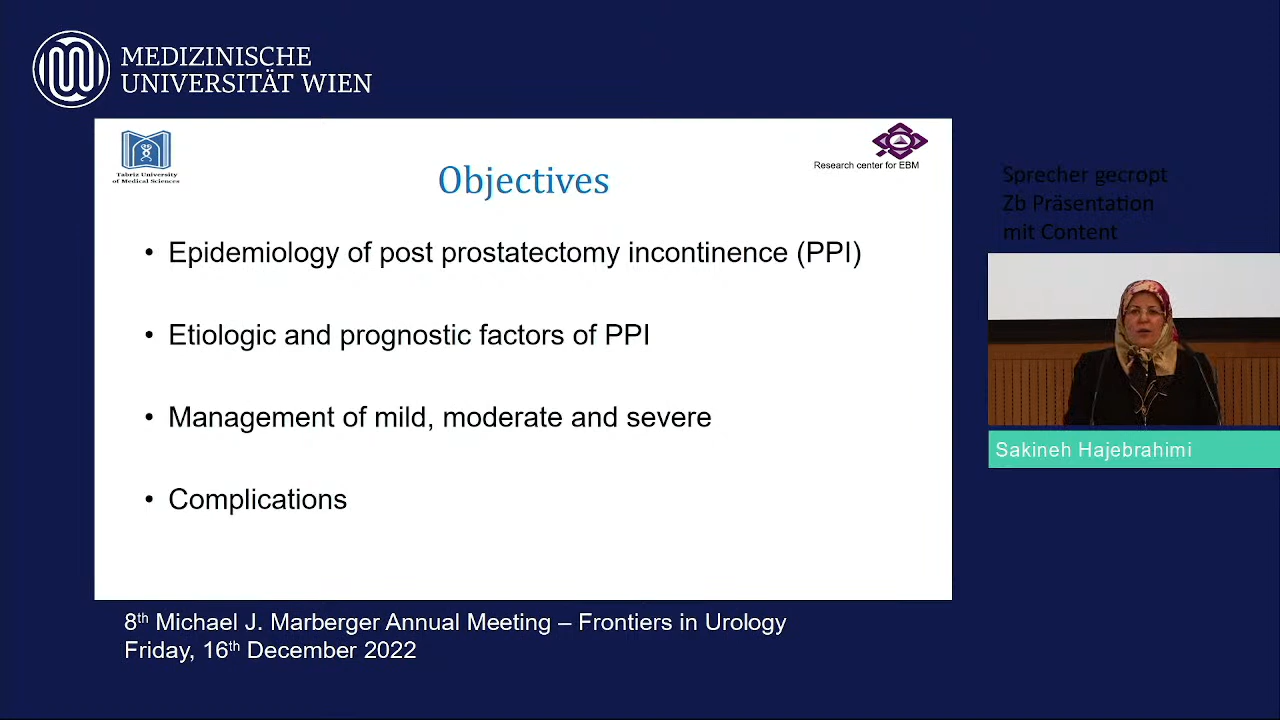 MEDIZINISCHE
UNIVERSITÄT WIEN
Tabriz University
of Medical Sciences
Research center for EBM
Objectives
• Epidemiology of post prostatectomy incontinence (PPI)
• Etiologic and prognostic factors of PPI
• Management of mild, moderate and severe
• Complications
Sprecher gecropt
Zb Präsentation
mit Content
Sakineh Hajebrahimi
8th Michael J. Marberger Annual Meeting – Frontiers in Urology
Friday, 16th December 2022